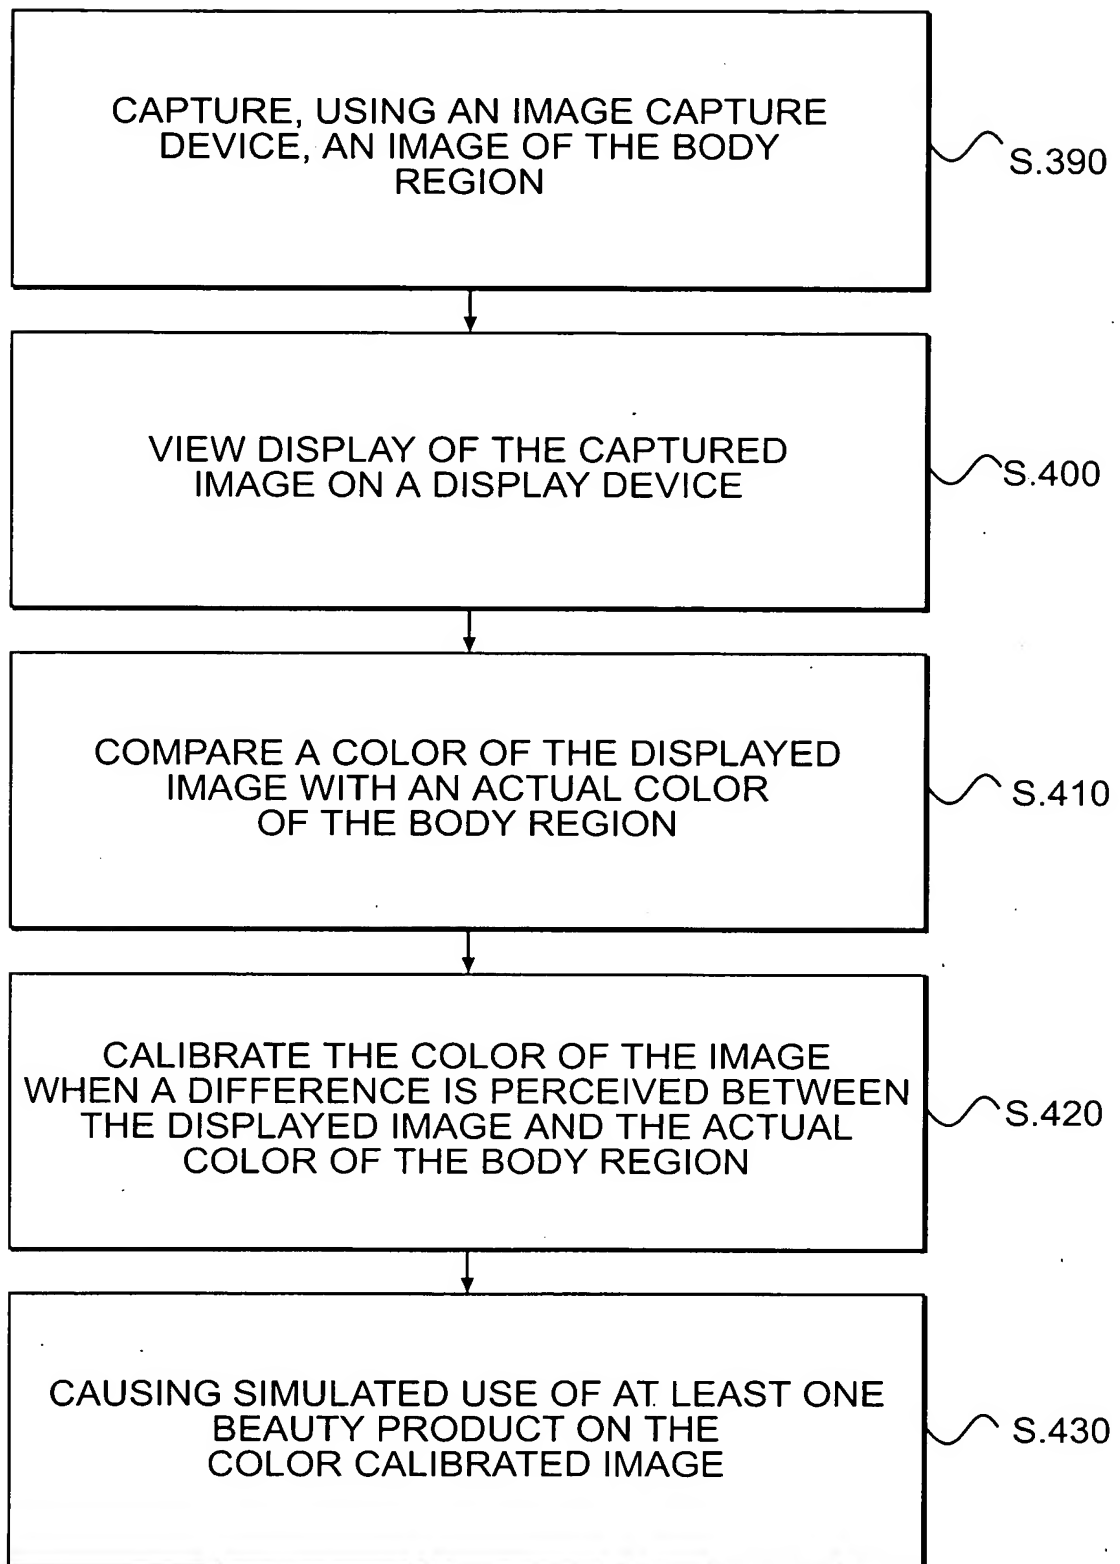 CAPTURE, USING AN IMAGE CAPTURE
DEVICE, AN IMAGE OF THE BODY
REGION
S.390
VIEW DISPLAY OF THE CAPTURED
IMAGE ON A DISPLAY DEVICE
S.400
COMPARE A COLOR OF THE DISPLAYED
IMAGE WITH AN ACTUAL COLOR
OF THE BODY REGION
S.410
CALIBRATE THE COLOR OF THE IMAGE
WHEN A DIFFERENCE IS PERCEIVED BETWEEN
THE DISPLAYED IMAGE AND THE ACTUAL
COLOR OF THE BODY REGION
S.420
CAUSING SIMULATED USE OF AT LEAST ONE
BEAUTY PRODUCT ON THE
COLOR CALIBRATED IMAGE
S.430